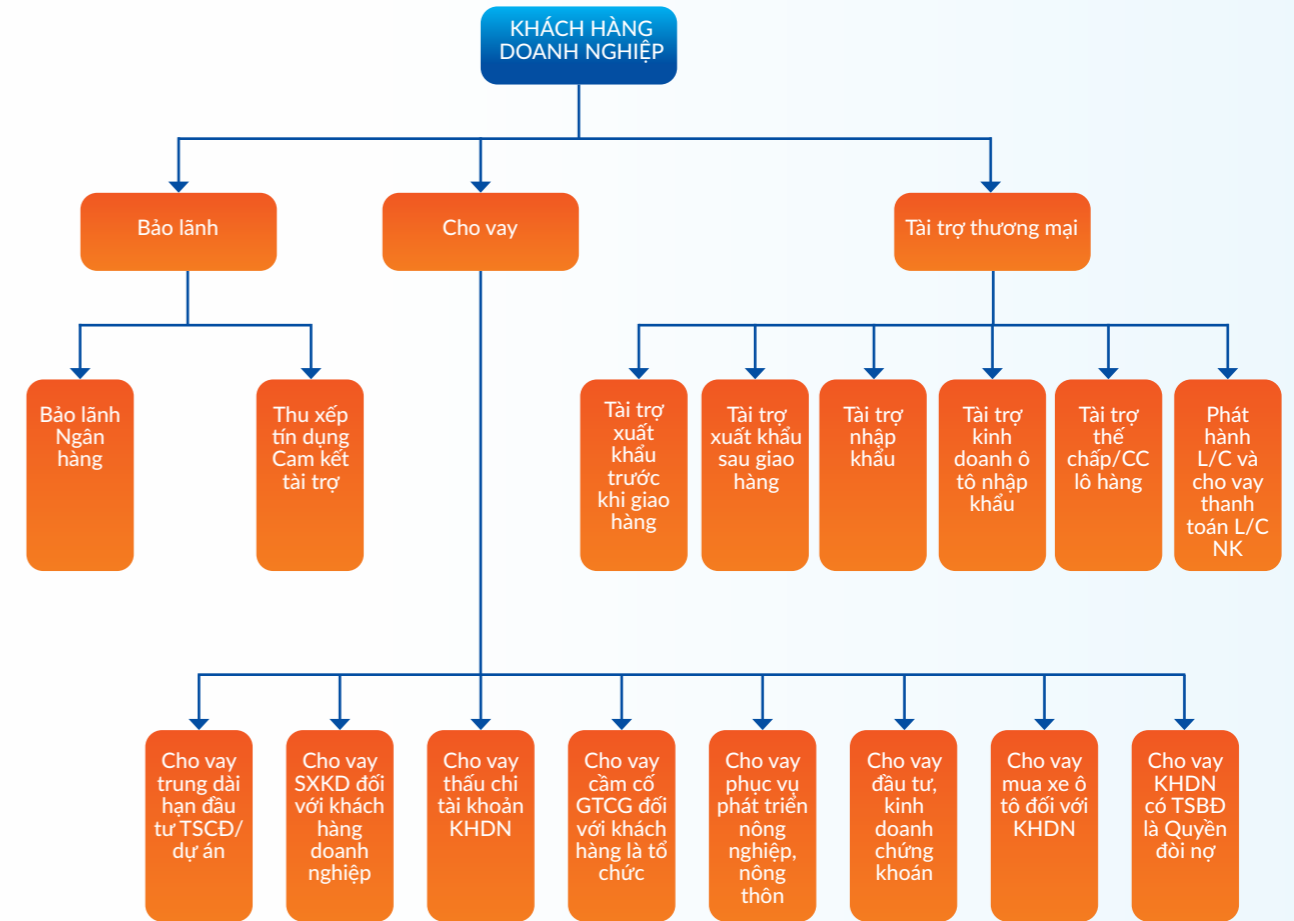 KHÁCH HÀNG
DOANH NGHIỆP
Bảo lãnh
Cho vay
Tài trợ thương mại
Bảo lãnh
Ngân
hàng
Thu xếp
tín dụng
Cam kết
tài trợ
Tài trợ
xuất
khẩu
trước
khi giao
hàng
Tài trợ
xuất khẩu
sau giao
hàng
Tài trợ
nhập
khẩu
Tài trợ
kinh
doanh ô
tô nhập
khẩu
Tài trợ
thế
chấp/CC
lô hàng
Phát
hành
L/C và
cho vay
thanh
toán L/C
NK
Cho vay
trung dài
hạn đầu
tư TSCĐ/
dự án
Cho vay
SXKD đối
với khách
hàng
doanh
nghiệp
Cho vay
thấu chi
tài khoản
KHDN
Cho vay
cầm cố
GTCG đối
với khách
hàng là tổ
chức
Cho vay
phục vụ
phát triển
nông
nghiệp,
nông
thôn
Cho vay
đầu tư,
kinh
doanh
chứng
khoán
Cho vay
mua xe ô
tô đối với
KHDN
Cho vay
KHDN
có TSBĐ
là Quyền
đòi nợ